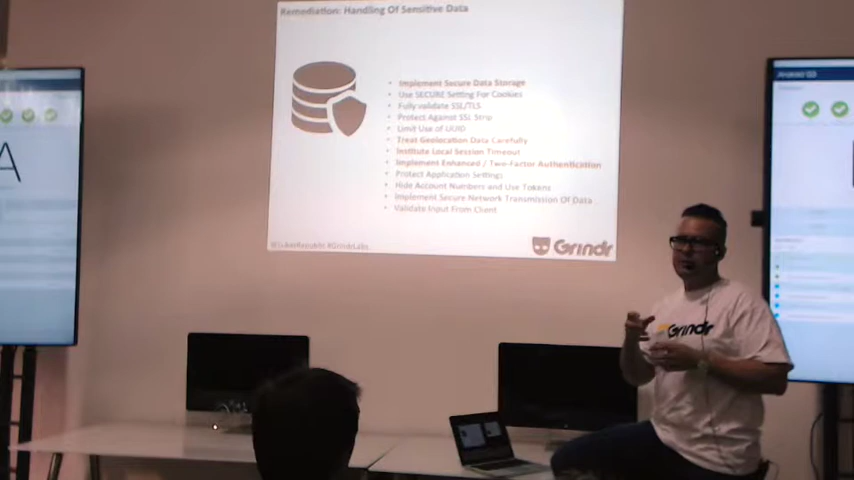 Remediation: Handling Of Sensitive Data
Implement Secure Data Storage
Use SECURE Setting For Cookies
Fully validate SSL/TLS
Protect Against SSL Strip
Limit Use of UUID
Treat Geolocation Data Carefully
Institute Local Session Timeout
Implement Enhanced / Two-Factor Authentication
Protect Application Settings
Hide Account Numbers and Use Tokens
Implement Secure Network Transmission Of Data
Validate Input From Client
#GrindrLabs
Grindr
Grindr
A